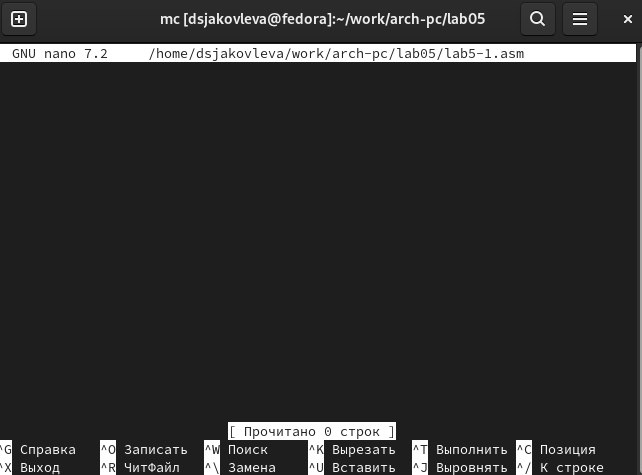 mc [dsjakovleva@fedora]:~/work/arch-pc/lab05
GNU nano 7.2 /home/dsjakovleva/work/arch-pc/lab05/lab5-1.asm
[ Прочитано 0 строк ]
^G Справка ^O Записать ^W Поиск ^K Вырезать ^T Выполнить ^C Позиция
^X Выход ^R ЧитФайл ^\ Замена ^U Вставить ^J Выровнять ^/ К строке